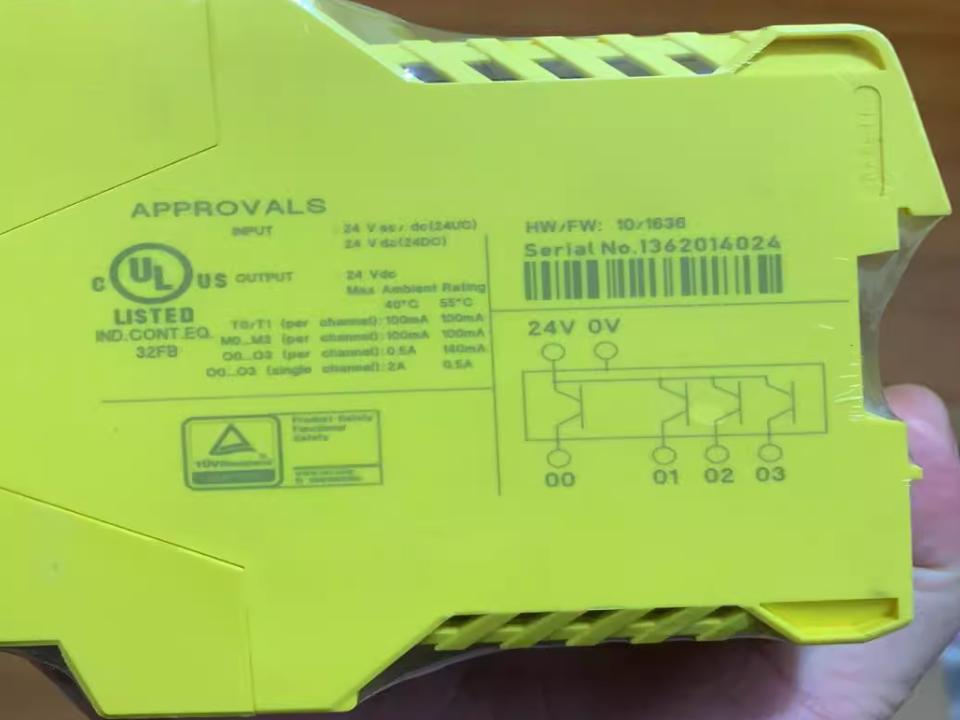 APPROVALS
INPUT 24 V ac/dc(24UC)
24 V dc(24DC)
C UL US
LISTED
IND.CONT.EQ.
32FB
OUTPUT 24 Vdc
Max Ambient Rating
40°C 55°C
T0/T1 (per channel): 100mA 100mA
M0...M3 (per channel): 100mA 100mA
O0...O3 (per channel): 0.5A 140mA
O0...O3 (single channel): 2A 0.5A
HW/FW: 10/1636
Serial No.1362014024
24V 0V
O0 O1 O2 O3
TÜVRheinland
Product Safety
Functional
Safety